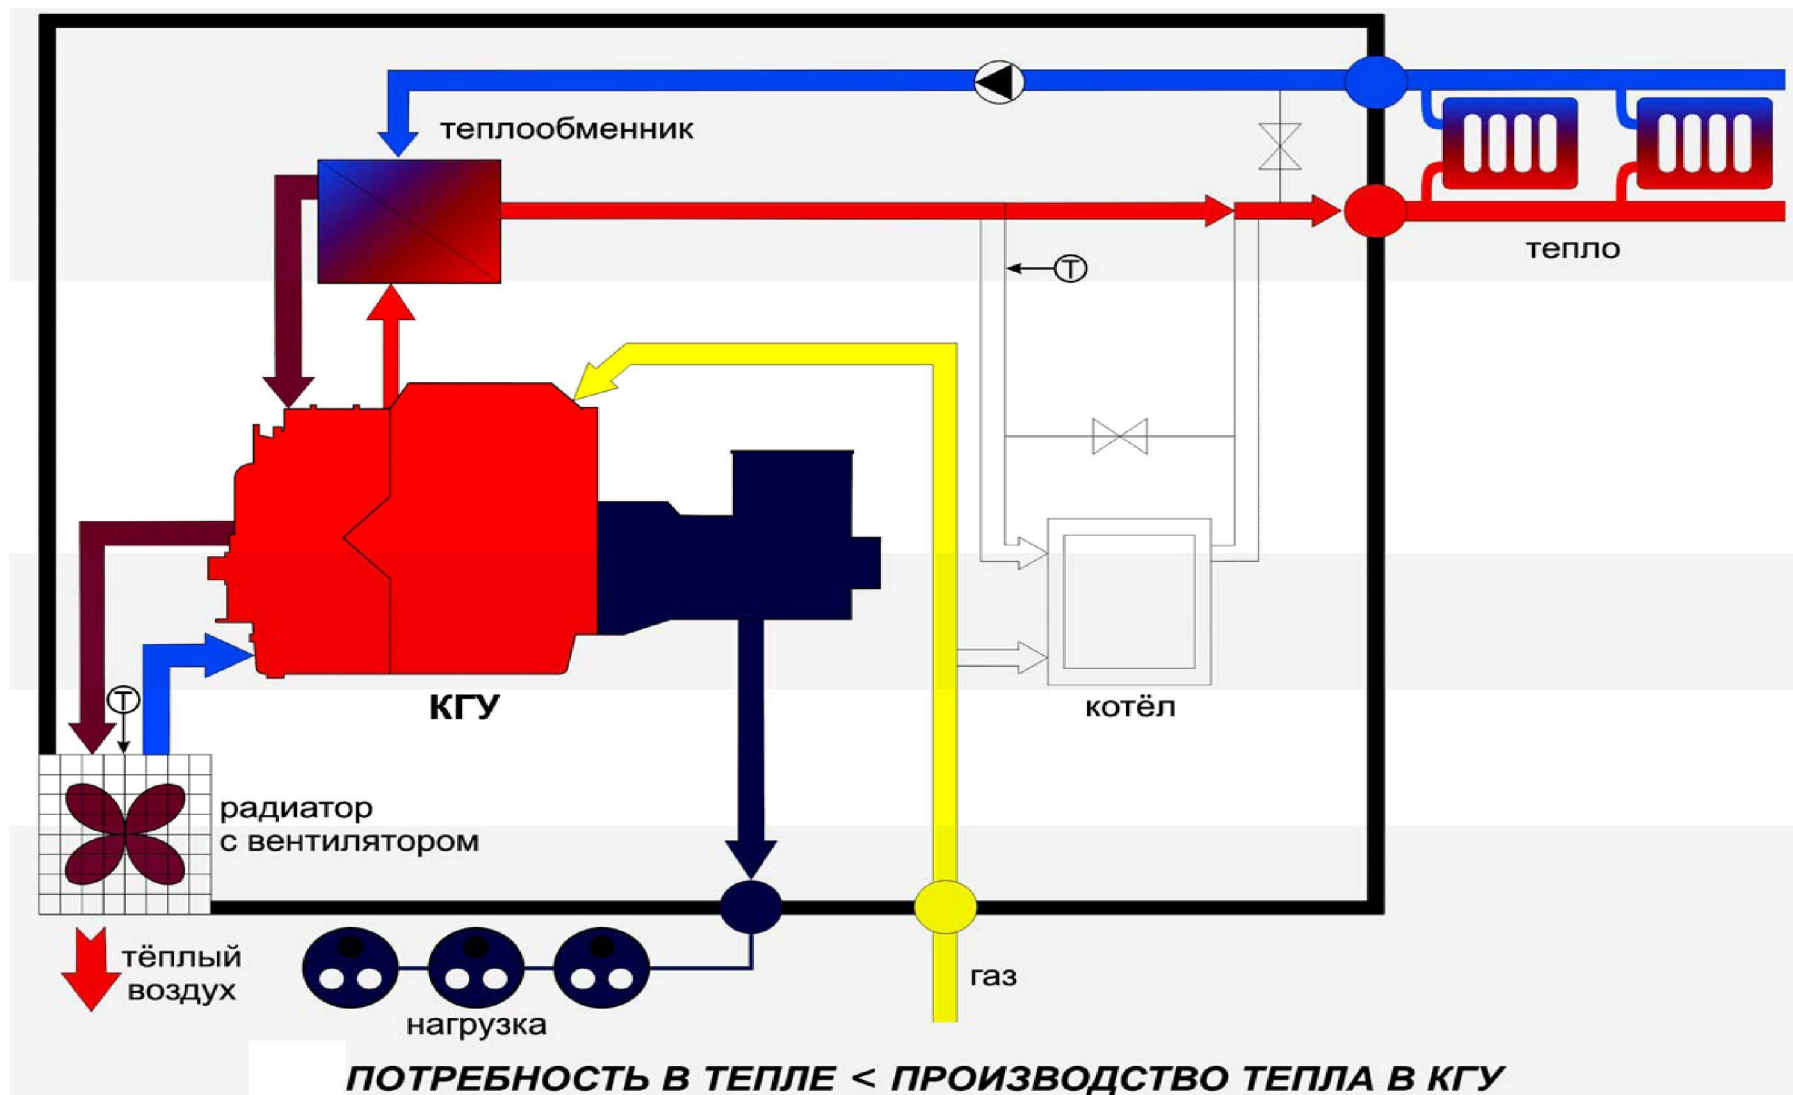 теплообменник
тепло
T
КГУ
котёл
T
радиатор
с вентилятором
тёплый
воздух
газ
нагрузка
ПОТРЕБНОСТЬ В ТЕПЛЕ < ПРОИЗВОДСТВО ТЕПЛА В КГУ